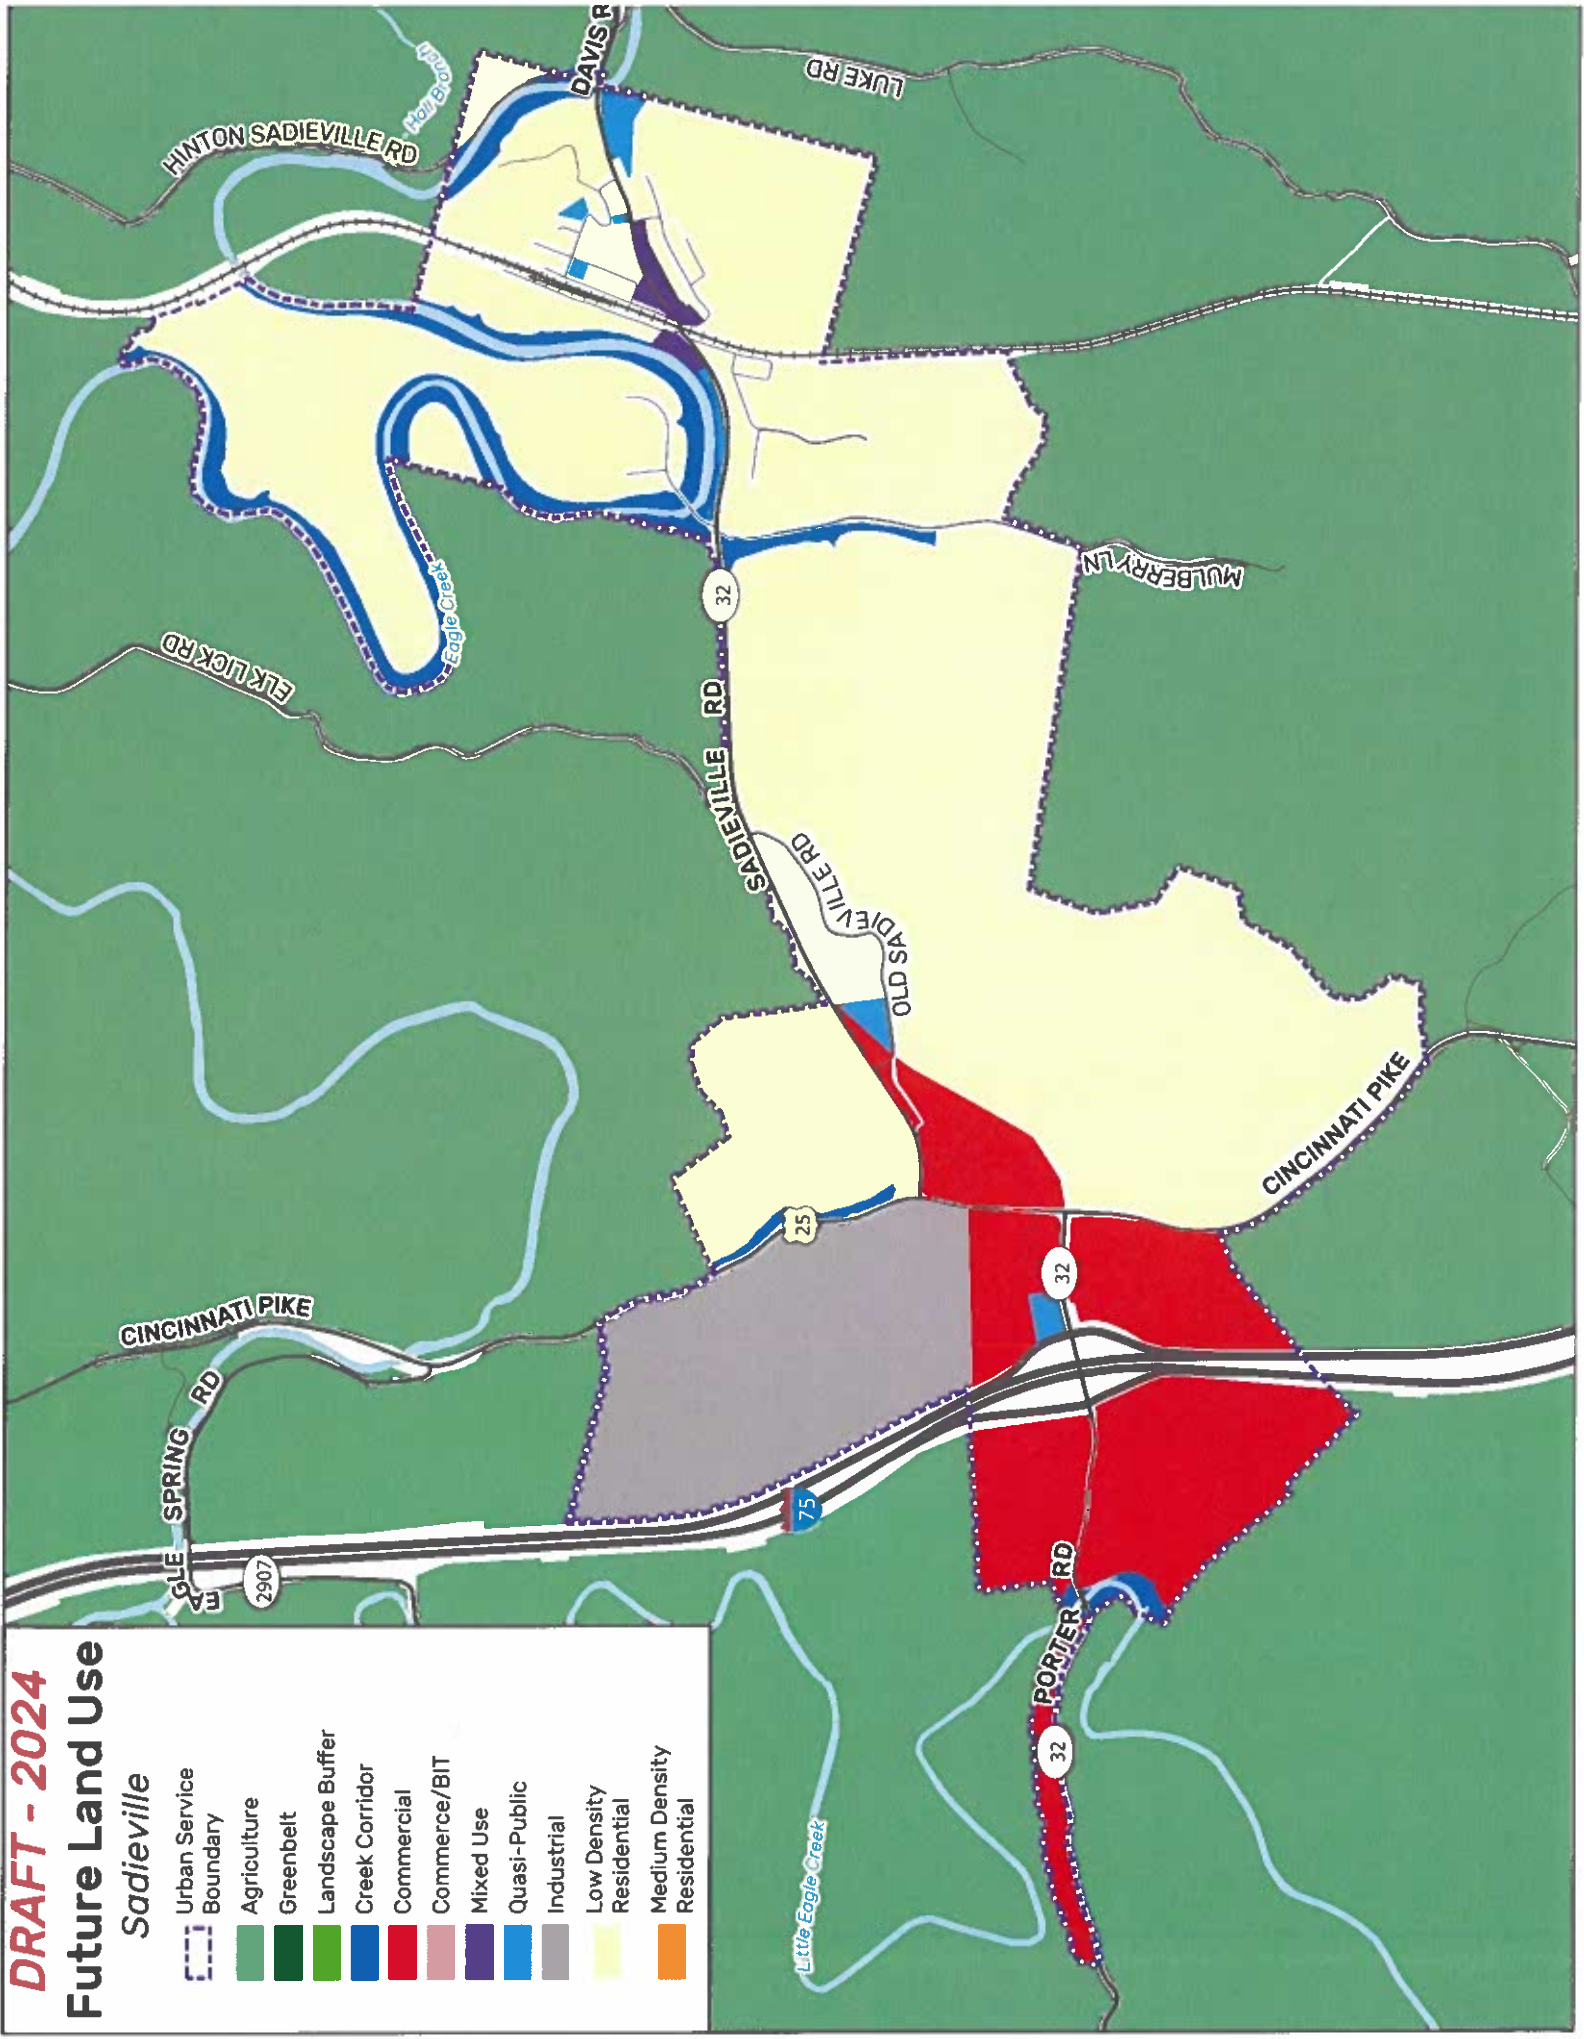 DRAFT - 2024
Future Land Use
Sadieville
Urban Service
Boundary
Agriculture
Greenbelt
Landscape Buffer
Creek Corridor
Commercial
Commerce/BIT
Mixed Use
Quasi-Public
Industrial
Low Density
Residential
Medium Density
Residential
EAGLE SPRING RD
2907
CINCINNATI PIKE
ELK LICK RD
Eagle Creek
HINTON SADIEVILLE RD
Hall Branch
DAVIS R
LUKE RD
32
SADIEVILLE RD
MULBERRY LN
OLD SADIEVILLE RD
25
75
32
CINCINNATI PIKE
PORTER RD
32
Little Eagle Creek